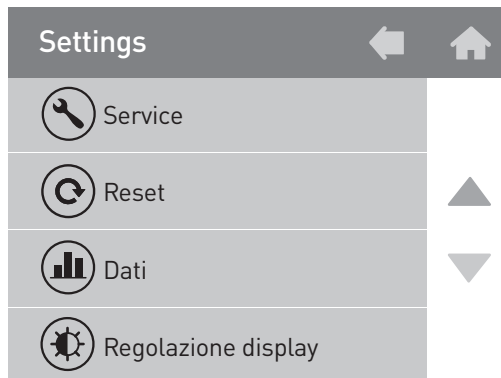 Settings
Service
Reset
Dati
Regolazione display